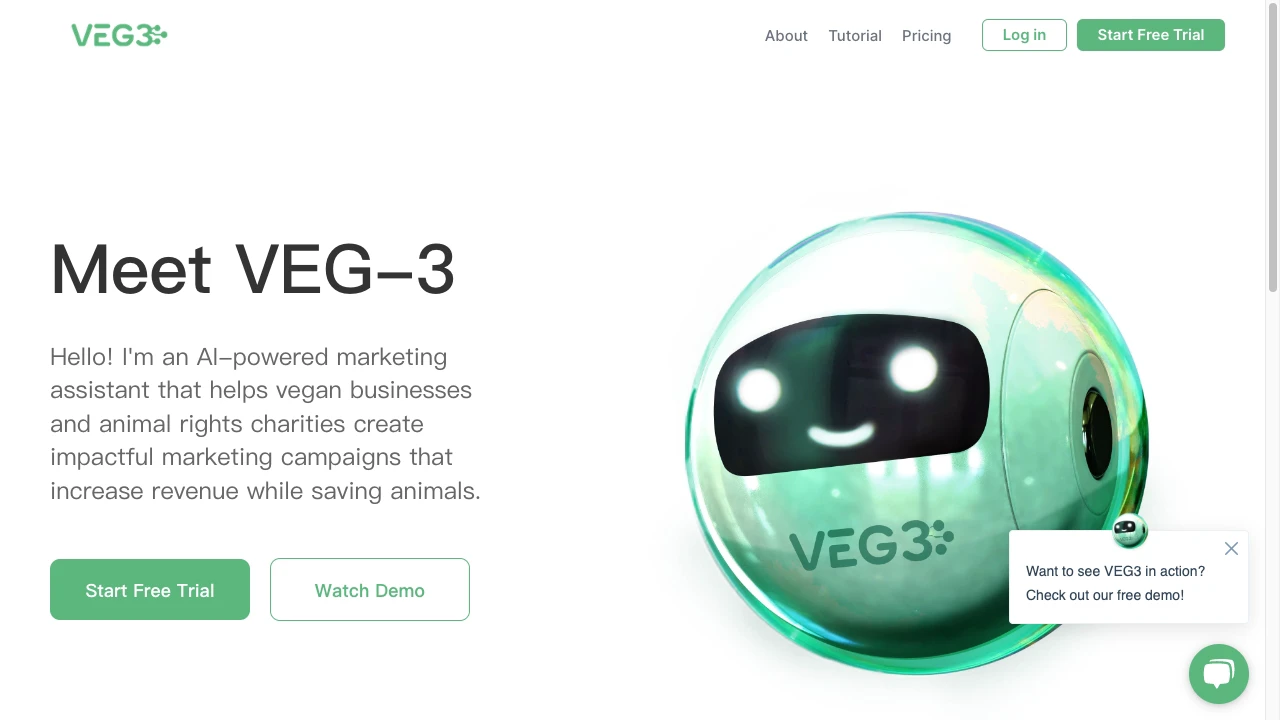 VEG3
About Tutorial Pricing Log in Start Free Trial
Meet VEG–3
Hello! I'm an AI–powered marketing
assistant that helps vegan businesses
and animal rights charities create
impactful marketing campaigns that
increase revenue while saving animals.
Start Free Trial Watch Demo
VEG3
Want to see VEG3 in action?
Check out our free demo!